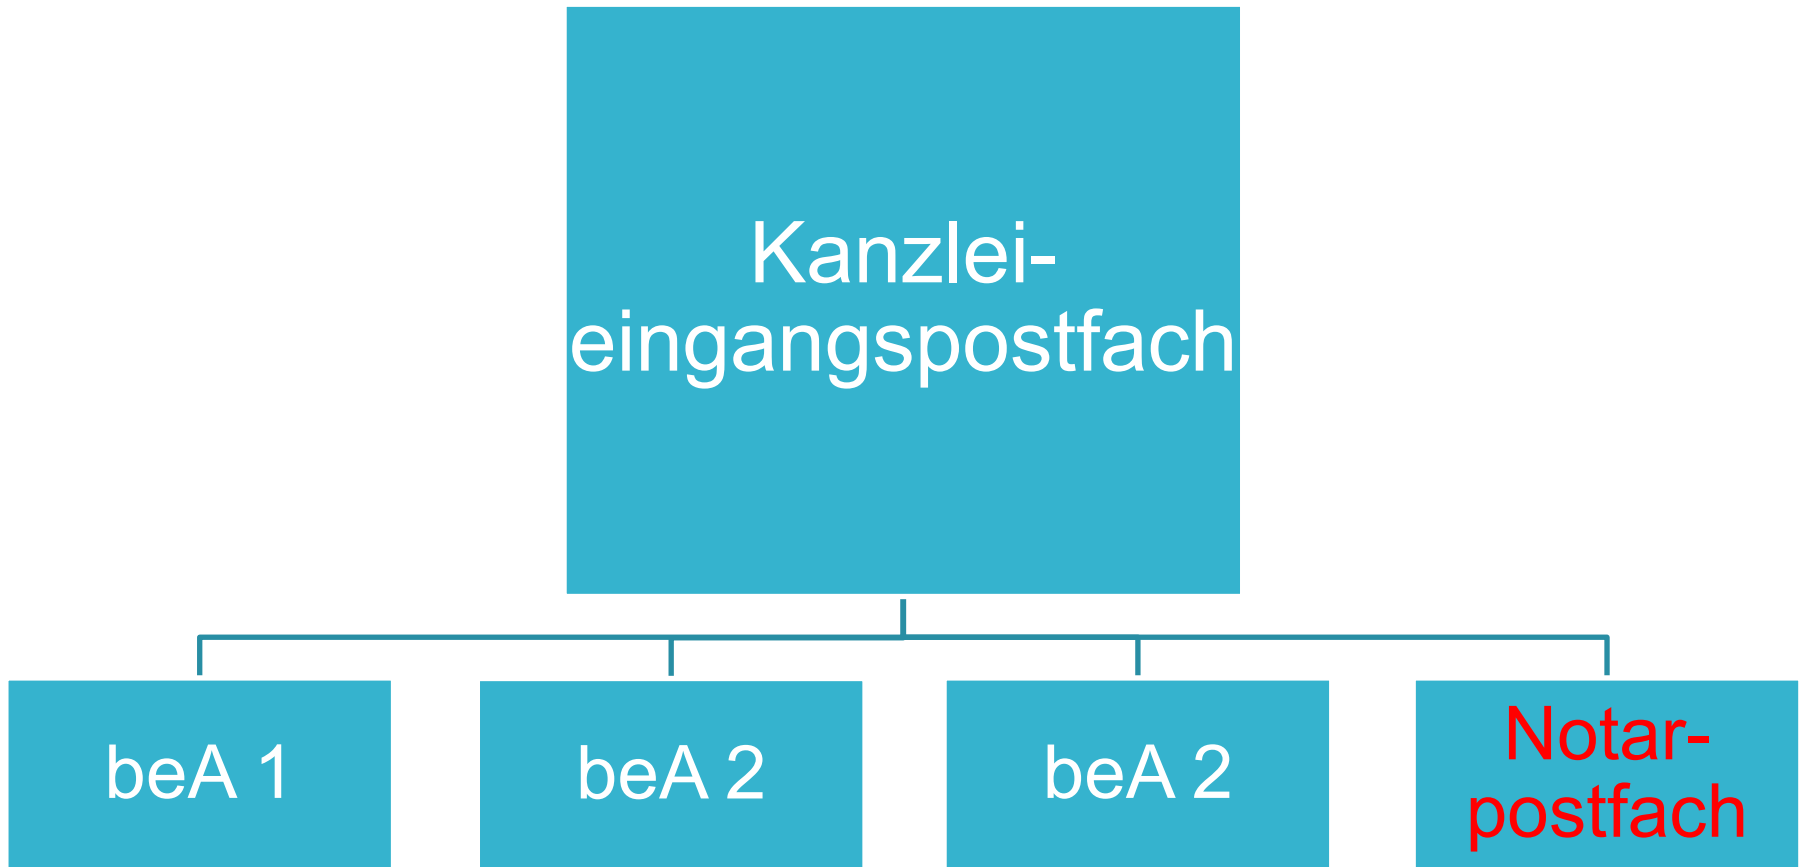 Kanzlei-
eingangspostfach
beA 1
beA 2
beA 2
Notar-
postfach